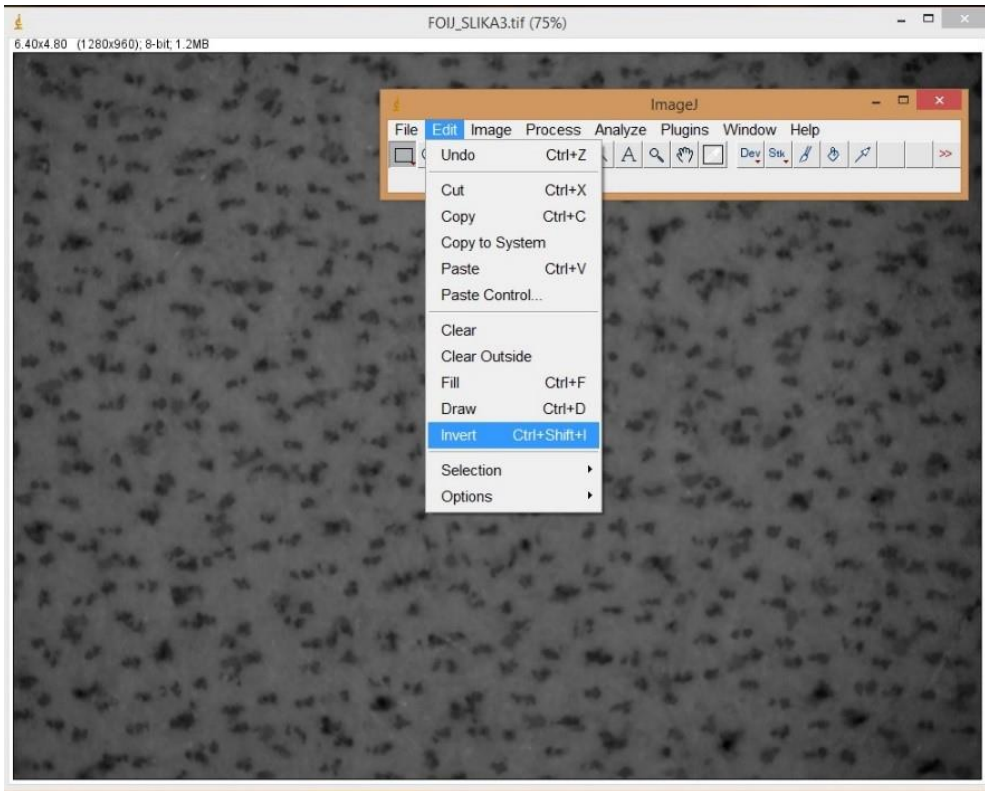 FOIJ_SLIKA3.tif (75%)
6.40x4.80 (1280x960); 8-bit; 1.2MB
ImageJ
File Edit Image Process Analyze Plugins Window Help
A Dev Stk >>
Undo Ctrl+Z
Cut Ctrl+X
Copy Ctrl+C
Copy to System
Paste Ctrl+V
Paste Control...
Clear
Clear Outside
Fill Ctrl+F
Draw Ctrl+D
Invert Ctrl+Shift+I
Selection
Options